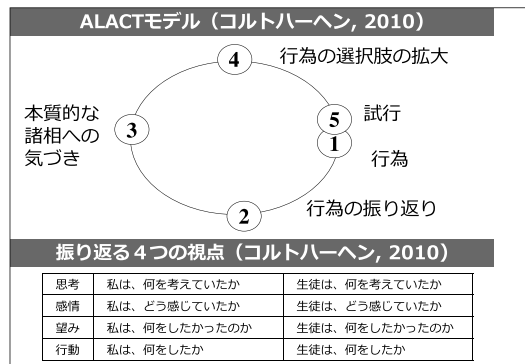 ALACTモデル（コルトハーヘン, 2010）
4
行為の選択肢の拡大
本質的な
諸相への
気づき
3
5
試行
1
行為
2
行為の振り返り
振り返る４つの視点（コルトハーヘン, 2010）
思考 私は、何を考えていたか 生徒は、何を考えていたか
感情 私は、どう感じていたか 生徒は、どう感じていたか
望み 私は、何をしたかったのか 生徒は、何をしたかったのか
行動 私は、何をしたか 生徒は、何をしたか